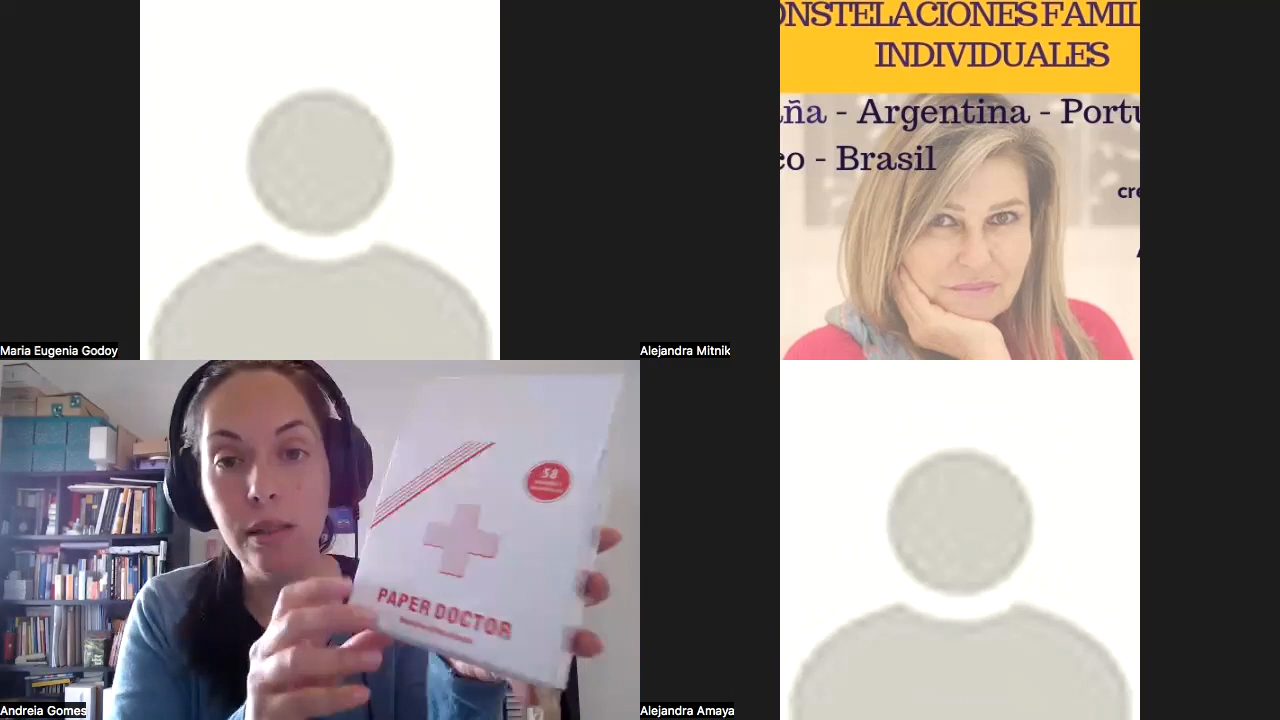 ONSTELACIONES FAMIL
INDIVIDUALES
ña - Argentina - Portu
co - Brasil
cre
Maria Eugenia Godoy
Alejandra Mitnik
58
PAPER DOCTOR
Andreia Gomes
Alejandra Amaya